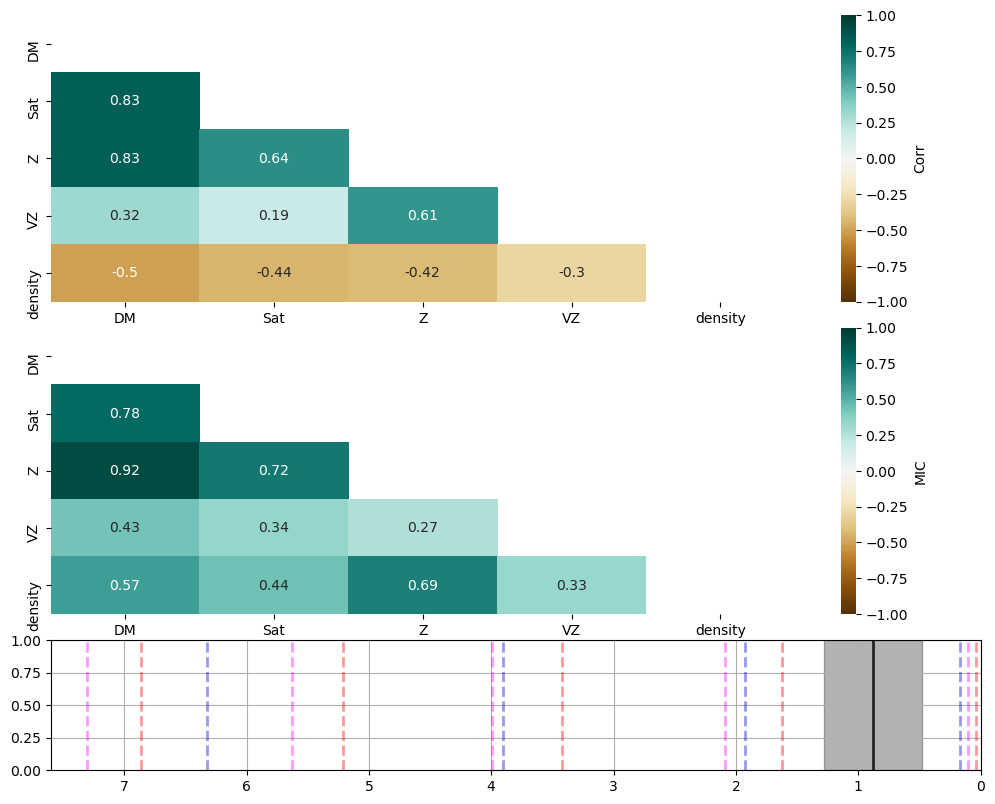 DM
Sat
Z
VZ
density
0.83
0.83 0.64
0.32 0.19 0.61
-0.5 -0.44 -0.42 -0.3
DM Sat Z VZ density
1.00
0.75
0.50
0.25
0.00
−0.25
−0.50
−0.75
−1.00
Corr
DM
Sat
Z
VZ
density
0.78
0.92 0.72
0.43 0.34 0.27
0.57 0.44 0.69 0.33
DM Sat Z VZ density
1.00
0.75
0.50
0.25
0.00
−0.25
−0.50
−0.75
−1.00
MIC
1.00
0.75
0.50
0.25
0.00
7 6 5 4 3 2 1 0